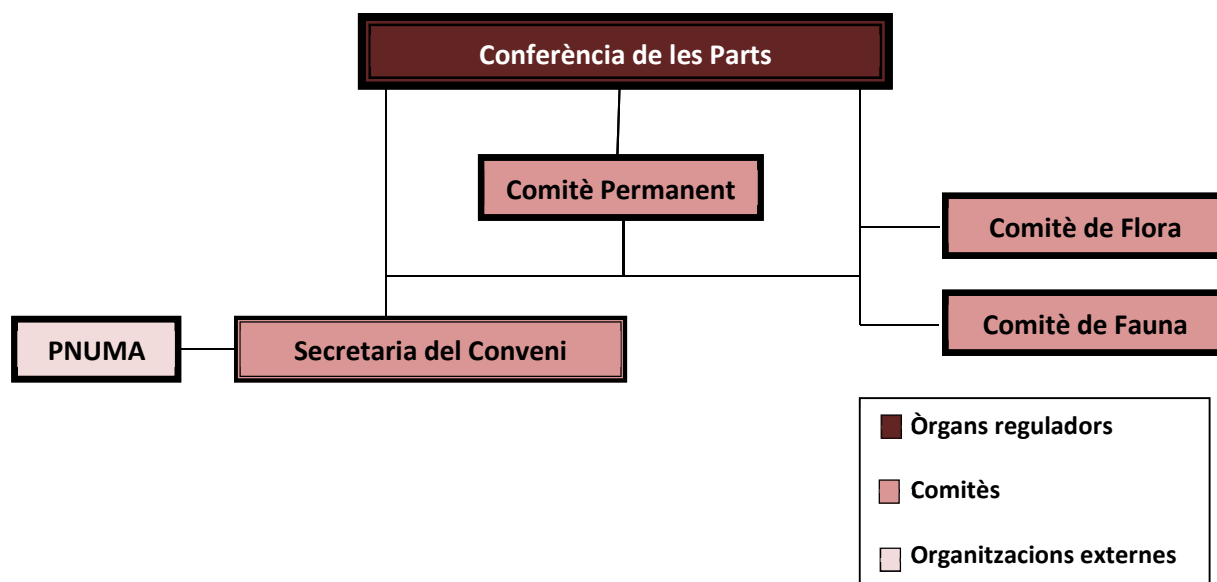 Conferència de les Parts
Comitè Permanent
Comitè de Flora
Comitè de Fauna
PNUMA
Secretaria del Conveni
Òrgans reguladors
Comitès
Organitzacions externes